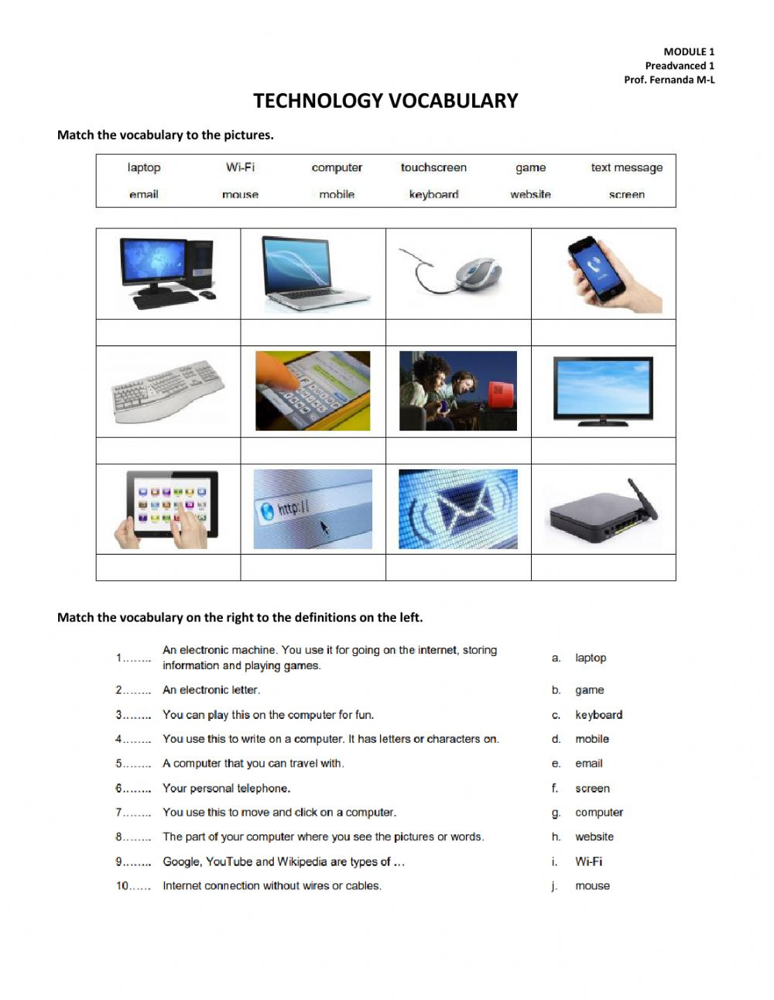 MODULE 1
Preadvanced 1
Prof. Fernanda M-L
TECHNOLOGY VOCABULARY
Match the vocabulary to the pictures.
laptop Wi-Fi computer touchscreen game text message
email mouse mobile keyboard website screen
http://
Match the vocabulary on the right to the definitions on the left.
1........ An electronic machine. You use it for going on the internet, storing information and playing games. a. laptop
2........ An electronic letter. b. game
3........ You can play this on the computer for fun. c. keyboard
4........ You use this to write on a computer. It has letters or characters on. d. mobile
5........ A computer that you can travel with. e. email
6........ Your personal telephone. f. screen
7........ You use this to move and click on a computer. g. computer
8........ The part of your computer where you see the pictures or words. h. website
9........ Google, YouTube and Wikipedia are types of ... i. Wi-Fi
10...... Internet connection without wires or cables. j. mouse